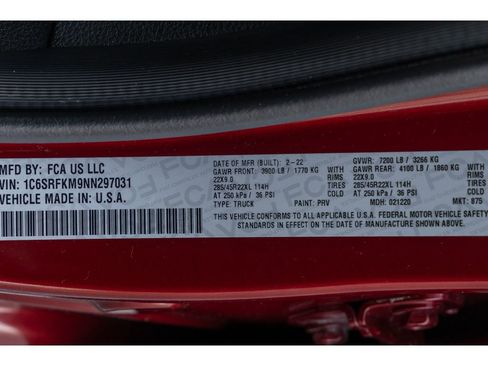 MFD BY: FCA US LLC
VIN: 1C6SRFKM9NN297031
VEHICLE MADE IN: U.S.A.
DATE OF MFR (BUILT): 2-22
GVWR: 7200 LB / 3266 KG
GAWR FRONT: 3900 LB / 1770 KG WITH
GAWR REAR: 4100 LB / 1860 KG WITH
22X9.0 RIMS
22X9.0 RIMS
285/45R22XL 114H TIRES
285/45R22XL 114H TIRES
AT 250 kPa / 36 PSI COLD
AT 250 kPa / 36 PSI COLD
THIS VEHICLE CONFORMS TO ALL APPLICABLE U.S.A. FEDERAL MOTOR VEHICLE SAFETY
STANDARDS IN EFFECT ON THE DATE OF MANUFACTURE SHOWN ABOVE.
TYPE: TRUCK PAINT: PRV MDH: 021220 MKT: 875